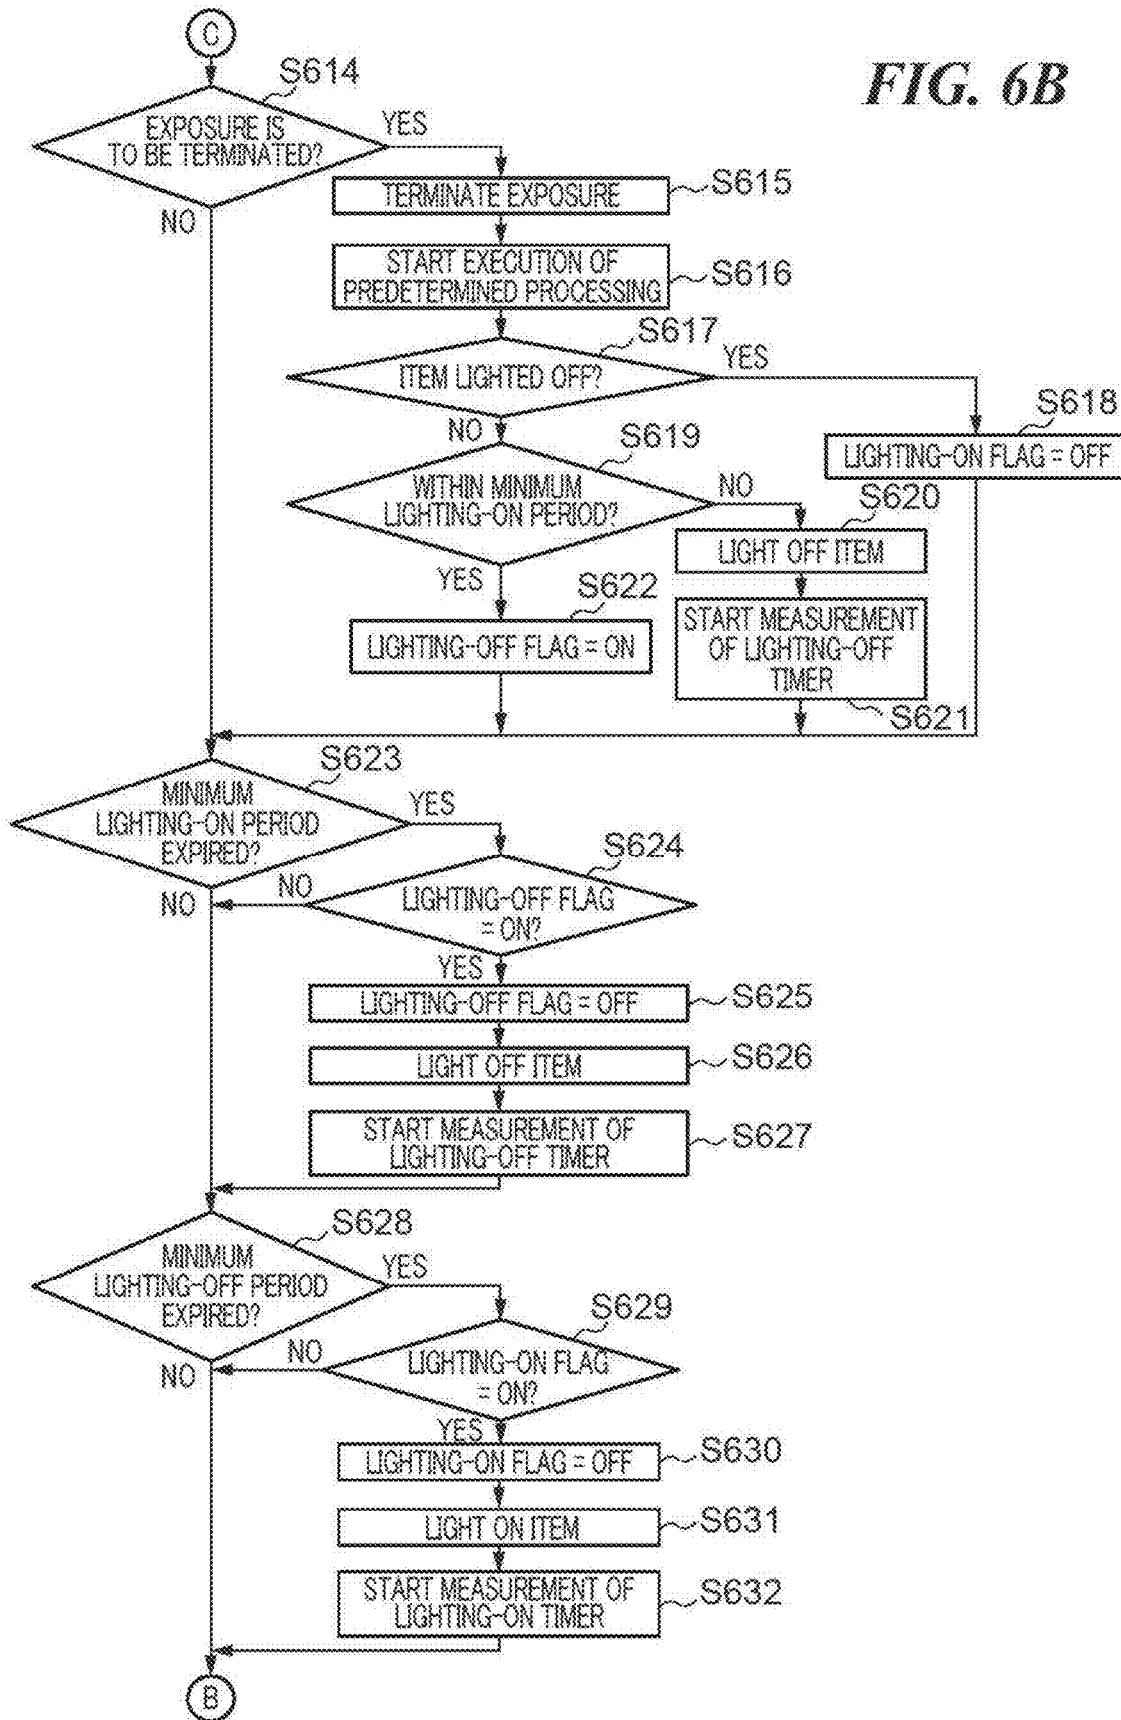 C
FIG. 6B
S614
EXPOSURE IS
TO BE TERMINATED?
YES
NO
TERMINATE EXPOSURE
S615
START EXECUTION OF
PREDETERMINED PROCESSING
S616
S617
ITEM LIGHTED OFF?
YES
NO
S618
LIGHTING-ON FLAG = OFF
S619
WITHIN MINIMUM
LIGHTING-ON PERIOD?
NO
YES
S620
LIGHT OFF ITEM
START MEASUREMENT
OF LIGHTING-OFF
TIMER
S621
S622
LIGHTING-OFF FLAG = ON
S623
MINIMUM
LIGHTING-ON PERIOD
EXPIRED?
YES
NO
S624
LIGHTING-OFF FLAG
= ON?
NO
YES
LIGHTING-OFF FLAG = OFF
S625
LIGHT OFF ITEM
S626
START MEASUREMENT OF
LIGHTING-OFF TIMER
S627
S628
MINIMUM
LIGHTING-OFF PERIOD
EXPIRED?
YES
NO
S629
LIGHTING-ON FLAG
= ON?
NO
YES
LIGHTING-ON FLAG = OFF
S630
LIGHT ON ITEM
S631
START MEASUREMENT OF
LIGHTING-ON TIMER
S632
B